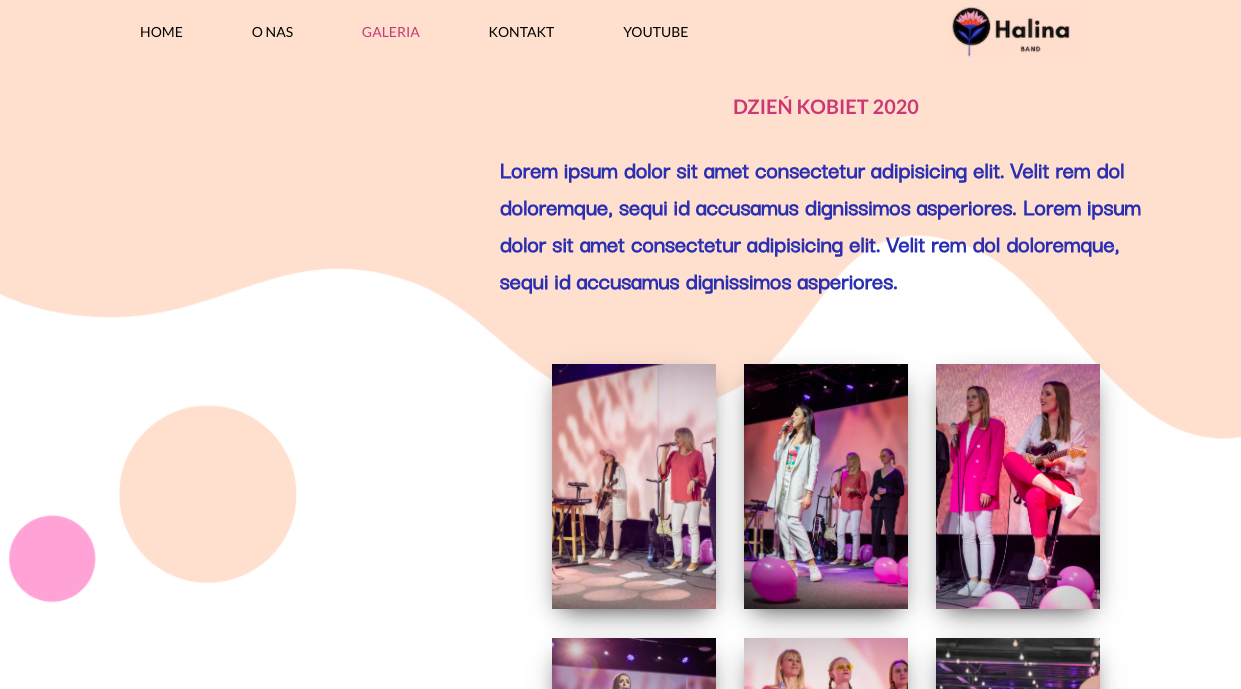 HOME O NAS GALERIA KONTAKT YOUTUBE
Halina
BAND
DZIEŃ KOBIET 2020
Lorem ipsum dolor sit amet consectetur adipisicing elit. Velit rem dol
doloremque, sequi id accusamus dignissimos asperiores. Lorem ipsum
dolor sit amet consectetur adipisicing elit. Velit rem dol doloremque,
sequi id accusamus dignissimos asperiores.